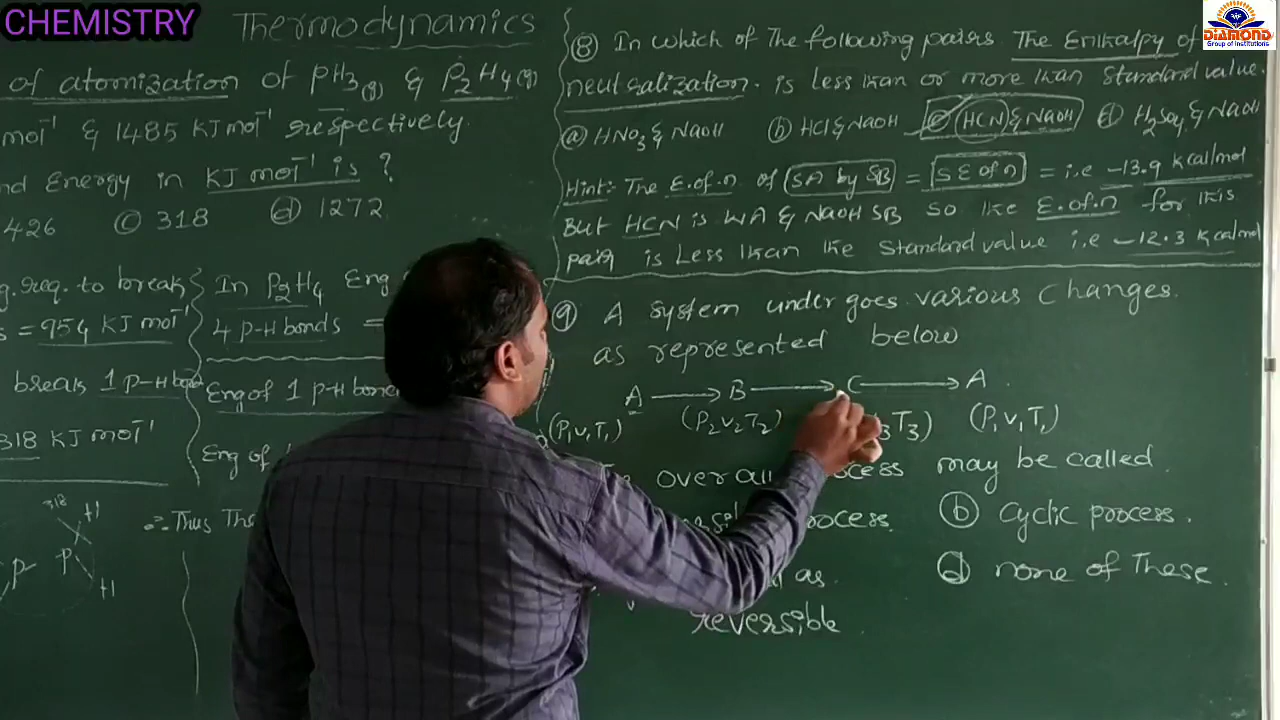 CHEMISTRY
Thermodynamics
of atomization of PH3(g) & P2H4(g)
mol⁻¹ & 1485 KJ mol⁻¹ respectively.
nd Energy in KJ mol⁻¹ is ?
426 (c) 318 (d) 1272
g. req. to break
s = 954 KJ mol⁻¹
break 1 P-H bond
318 KJ mol⁻¹
In P2H4 Eng
4 P-H bonds =
Eng of 1 P-H bond
Eng of
318 H
P P
H
∴ Thus The
(8) In which of The following pairs. The Enthalpy of
neutralization. is less than or more than Standard value.
(a) HNO3 & NaOH (b) HCl & NaOH (c) HCN & NaOH (d) H2SO4 & NaOH
Hint:- The E.of.n of SA by SB = S E of n = i.e -13.9 kcal/mol
But HCN is WA & NaOH SB so the E.of.n for this
pair is Less than the Standard value i.e -12.3 kcal/mol
(9) A system undergoes various changes.
as represented below
A → B → C → A .
(P1V1T1) (P2V2T2) 3T3) (P1V1T1)
overall process may be called.
process. (b) Cyclic process.
as (d) none of These.
reversible
DIAMOND
Group of Institutions